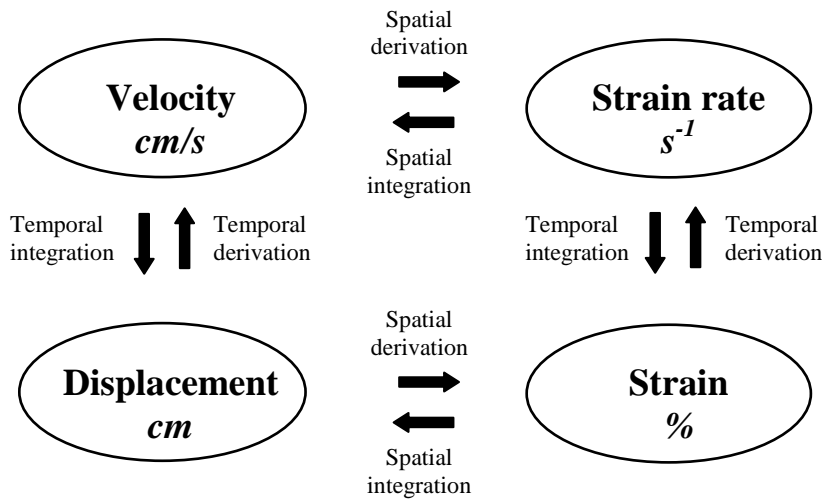 Spatial
derivation
Velocity
cm/s
Strain rate
s⁻¹
Spatial
integration
Temporal
integration
Temporal
derivation
Temporal
integration
Temporal
derivation
Spatial
derivation
Displacement
cm
Strain
%
Spatial
integration